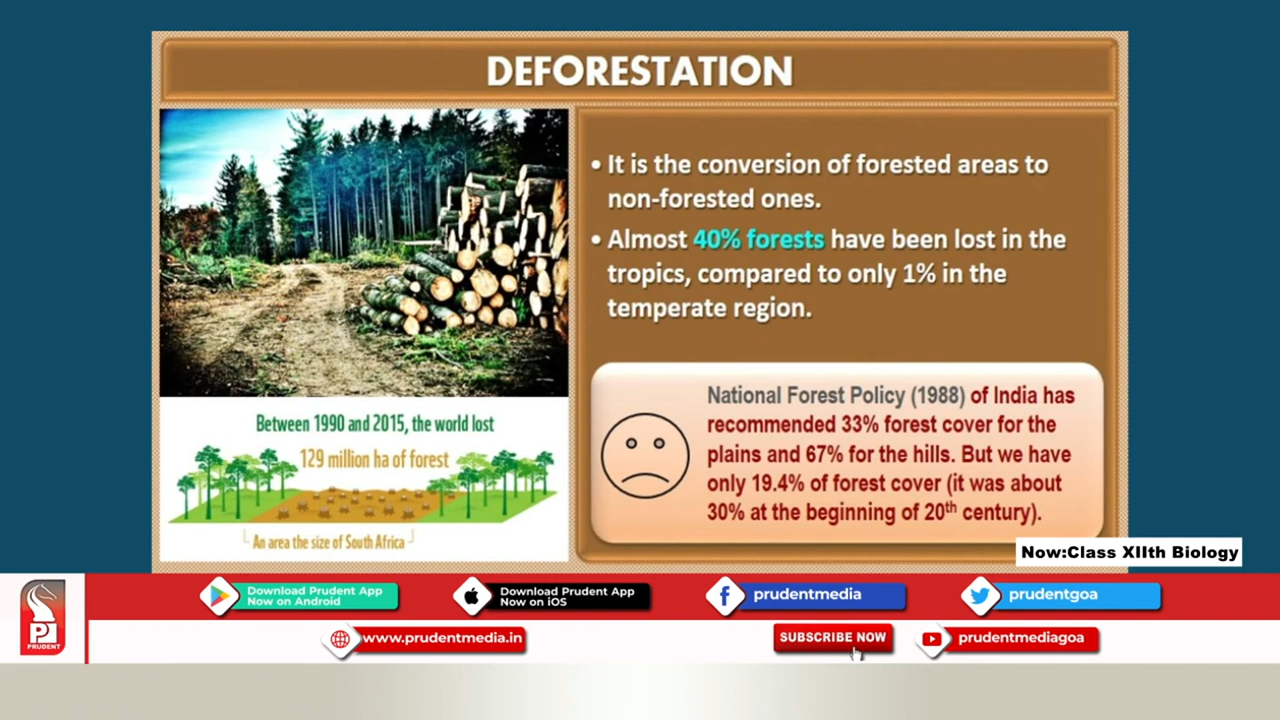 DEFORESTATION
• It is the conversion of forested areas to
non-forested ones.
• Almost 40% forests have been lost in the
tropics, compared to only 1% in the
temperate region.
Between 1990 and 2015, the world lost
129 million ha of forest
An area the size of South Africa
National Forest Policy (1988) of India has
recommended 33% forest cover for the
plains and 67% for the hills. But we have
only 19.4% of forest cover (it was about
30% at the beginning of 20th century).
Now:Class XIIth Biology
PRUDENT
Download Prudent App
Now on Android
Download Prudent App
Now on iOS
prudentmedia
prudentgoa
www.prudentmedia.in
SUBSCRIBE NOW
prudentmediagoa